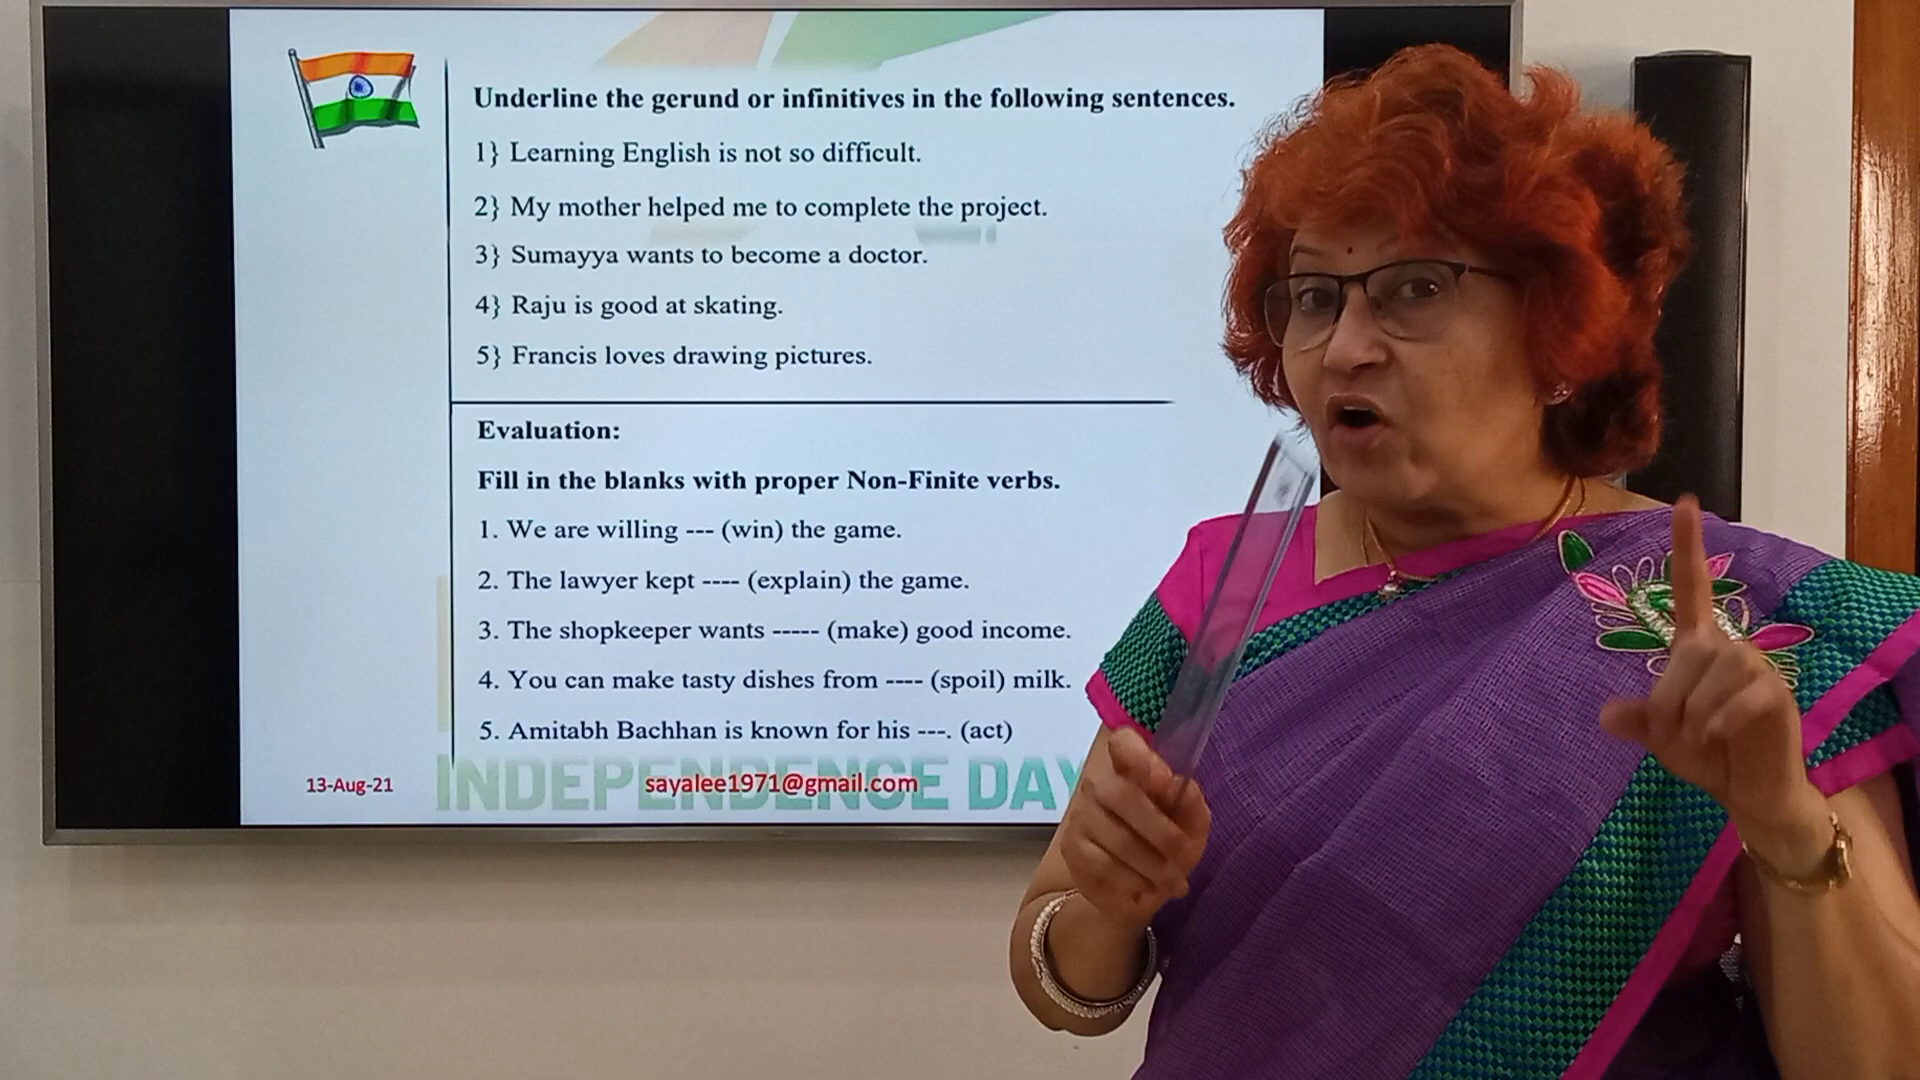 Underline the gerund or infinitives in the following sentences.
1} Learning English is not so difficult.
2} My mother helped me to complete the project.
3} Sumayya wants to become a doctor.
4} Raju is good at skating.
5} Francis loves drawing pictures.
Evaluation:
Fill in the blanks with proper Non-Finite verbs.
1. We are willing --- (win) the game.
2. The lawyer kept ---- (explain) the game.
3. The shopkeeper wants ----- (make) good income.
4. You can make tasty dishes from ---- (spoil) milk.
5. Amitabh Bachhan is known for his ---. (act)
INDEPENDENCE DAY
13-Aug-21
sayalee1971@gmail.com